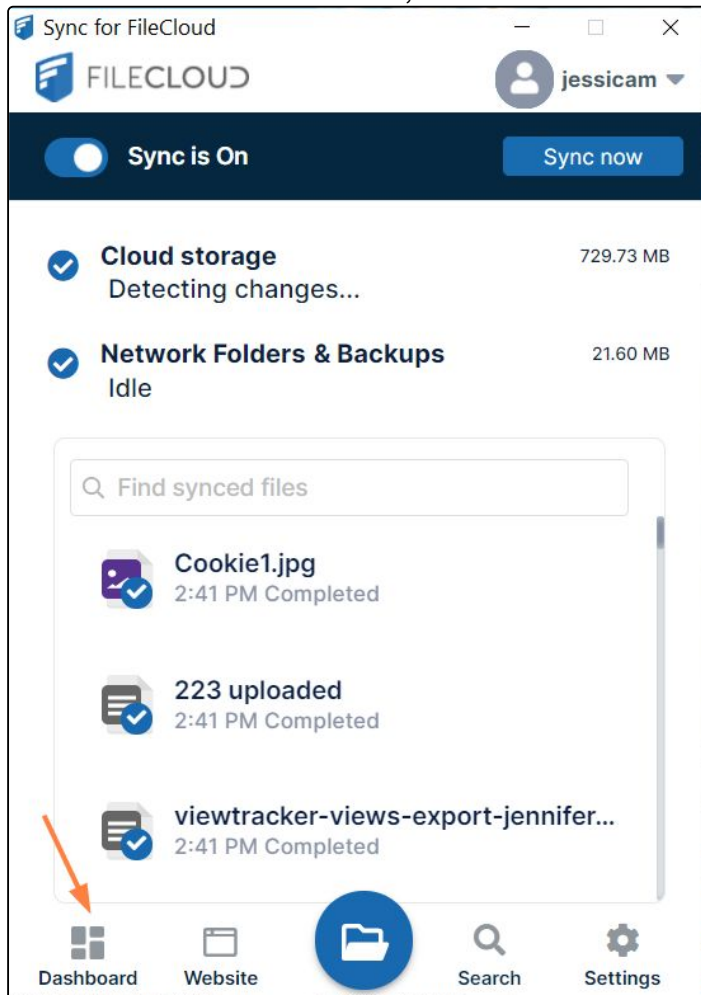 Sync for FileCloud
FILECLOUD
jessicam
Sync is On
Sync now
Cloud storage
729.73 MB
Detecting changes...
Network Folders & Backups
21.60 MB
Idle
Find synced files
Cookie1.jpg
2:41 PM Completed
223 uploaded
2:41 PM Completed
viewtracker-views-export-jennifer...
2:41 PM Completed
Dashboard
Website
Search
Settings